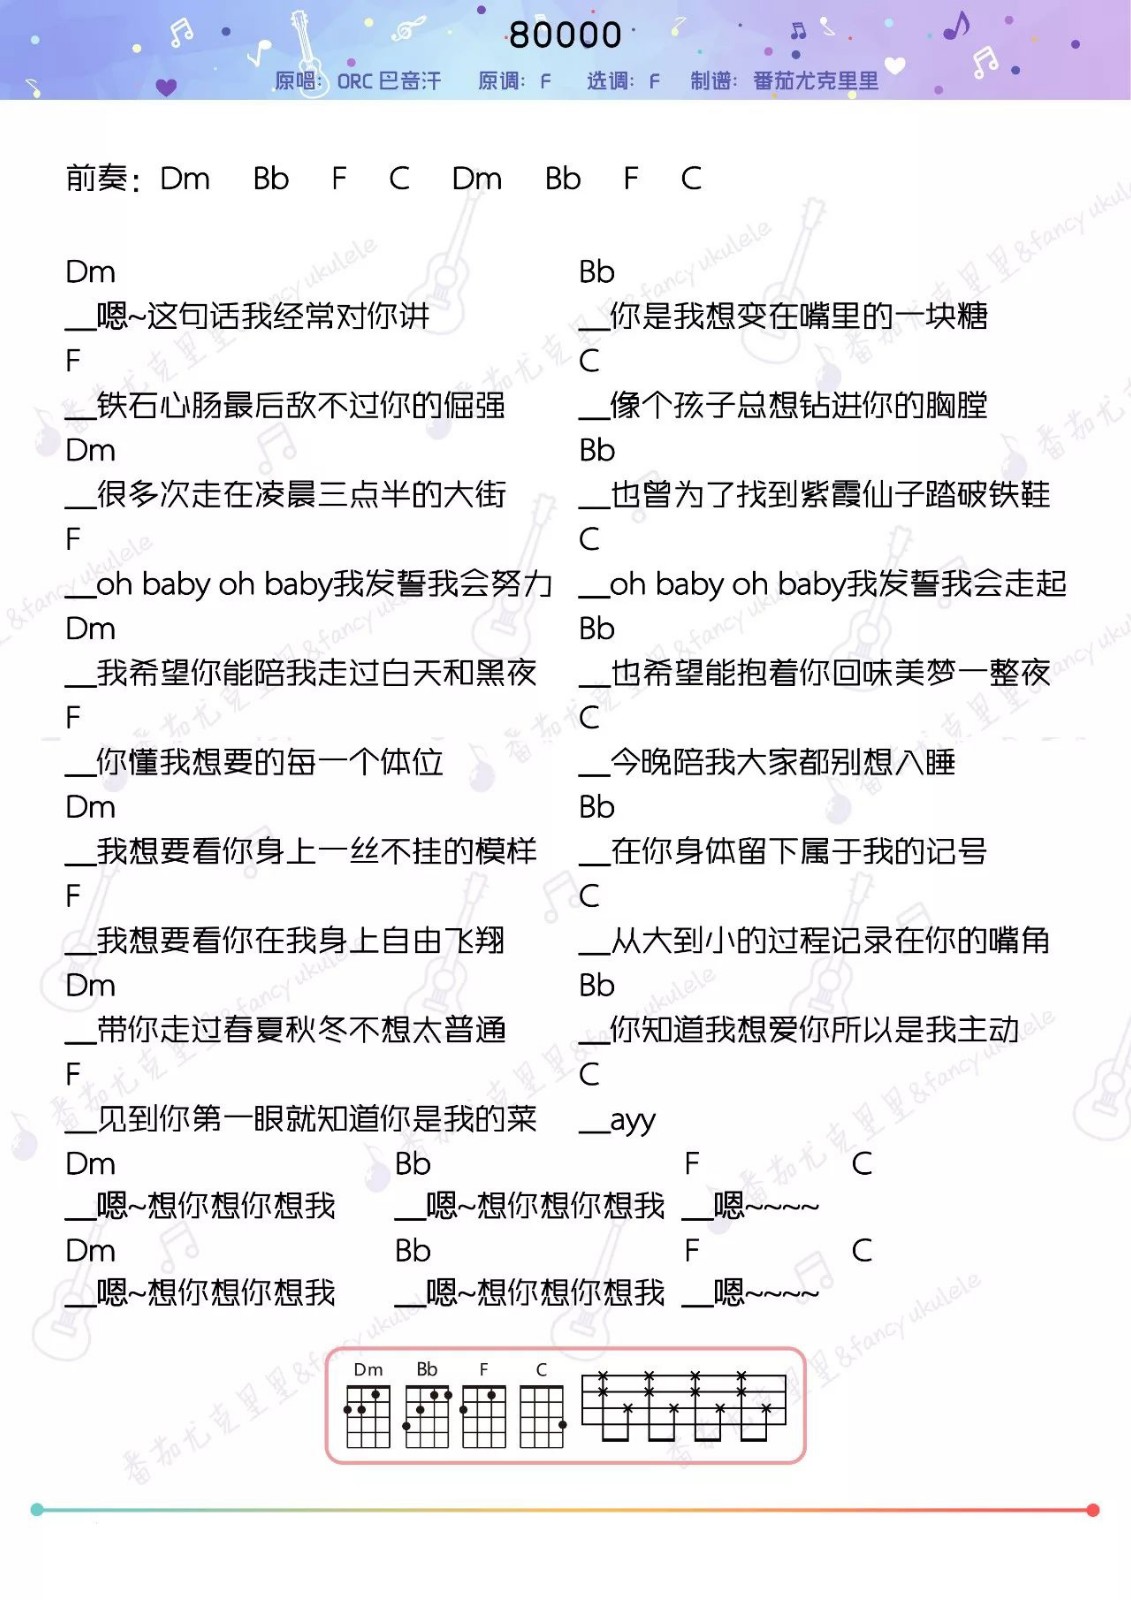 80000
原唱：ORC 巴音汗 原调：F 选调：F 制谱：番茄尤克里里
前奏：Dm Bb F C Dm Bb F C
Dm Bb
__嗯~这句话我经常对你讲 __你是我想变在嘴里的一块糖
F C
__铁石心肠最后敌不过你的倔强 __像个孩子总想钻进你的胸膛
Dm Bb
__很多次走在凌晨三点半的大街 __也曾为了找到紫霞仙子踏破铁鞋
F C
__oh baby oh baby我发誓我会努力 __oh baby oh baby我发誓我会走起
Dm Bb
__我希望你能陪我走过白天和黑夜 __也希望能抱着你回味美梦一整夜
F C
__你懂我想要的每一个体位 __今晚陪我大家都别想入睡
Dm Bb
__我想要看你身上一丝不挂的模样 __在你身体留下属于我的记号
F C
__我想要看你在我身上自由飞翔 __从大到小的过程记录在你的嘴角
Dm Bb
__带你走过春夏秋冬不想太普通 __你知道我想爱你所以是我主动
F C
__见到你第一眼就知道你是我的菜 __ayy
Dm Bb F C
__嗯~想你想你想我 __嗯~想你想你想我 __嗯~~~~
Dm Bb F C
__嗯~想你想你想我 __嗯~想你想你想我 __嗯~~~~
Dm Bb F C